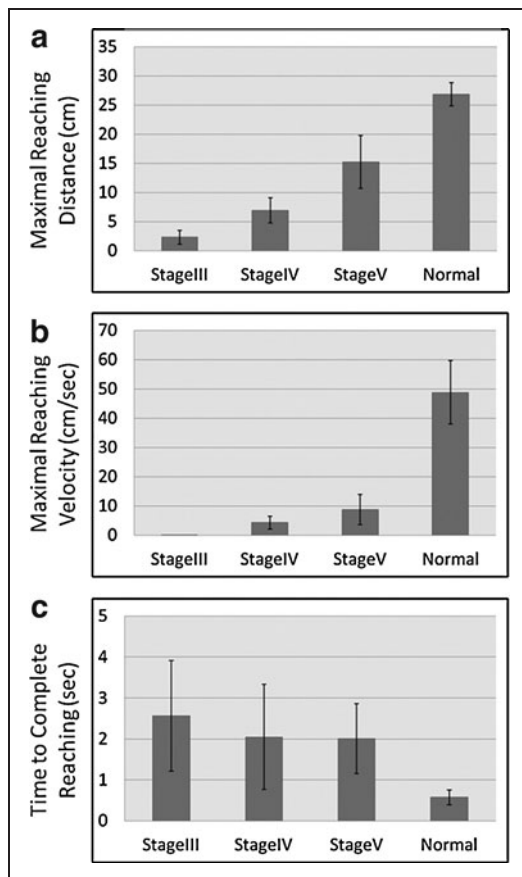 a
Maximal Reaching
Distance (cm)
35
30
25
20
15
10
5
0
StageIII StageIV StageV Normal
b
Maximal Reaching
Velocity (cm/sec)
70
60
50
40
30
20
10
0
StageIII StageIV StageV Normal
c
Time to Complete
Reaching (sec)
5
4
3
2
1
0
StageIII StageIV StageV Normal